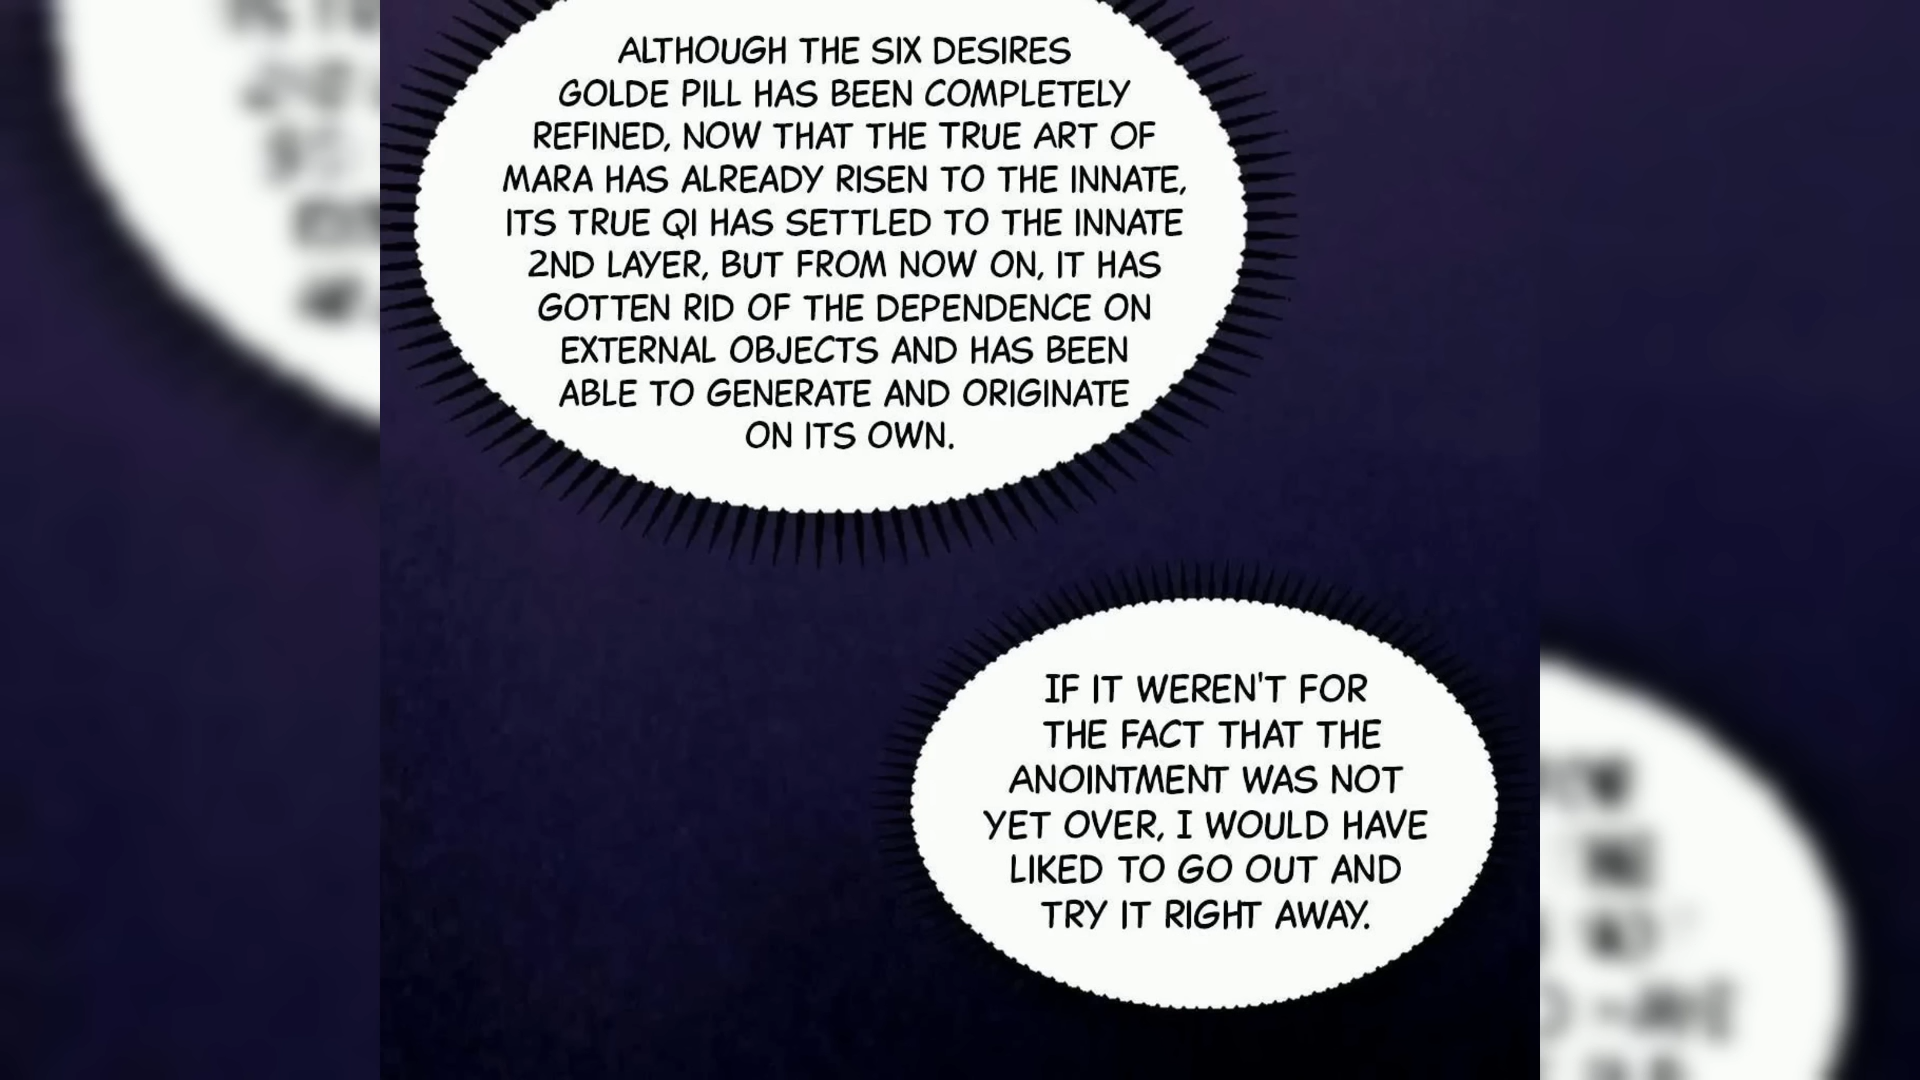 ALTHOUGH THE SIX DESIRES
GOLDE PILL HAS BEEN COMPLETELY
REFINED, NOW THAT THE TRUE ART OF
MARA HAS ALREADY RISEN TO THE INNATE,
ITS TRUE QI HAS SETTLED TO THE INNATE
2ND LAYER, BUT FROM NOW ON, IT HAS
GOTTEN RID OF THE DEPENDENCE ON
EXTERNAL OBJECTS AND HAS BEEN
ABLE TO GENERATE AND ORIGINATE
ON ITS OWN.
IF IT WEREN'T FOR
THE FACT THAT THE
ANOINTMENT WAS NOT
YET OVER, I WOULD HAVE
LIKED TO GO OUT AND
TRY IT RIGHT AWAY.